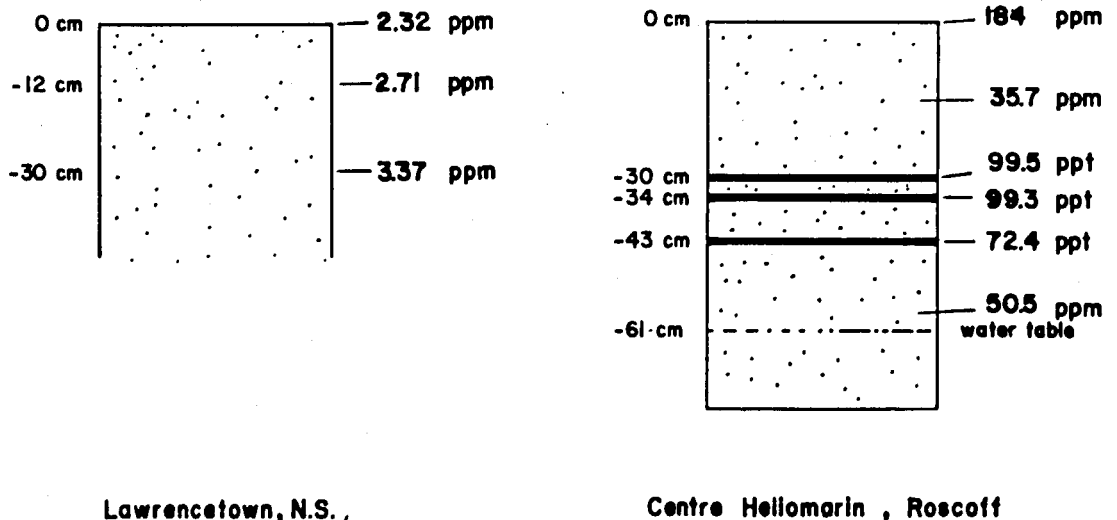 0 cm
2.32 ppm
-12 cm
2.71 ppm
-30 cm
3.37 ppm
Lawrencetown, N.S.,
0 cm
184 ppm
35.7 ppm
-30 cm
99.5 ppt
-34 cm
99.3 ppt
-43 cm
72.4 ppt
50.5 ppm
-61 cm
water table
Centre Heliomarin , Roscoff